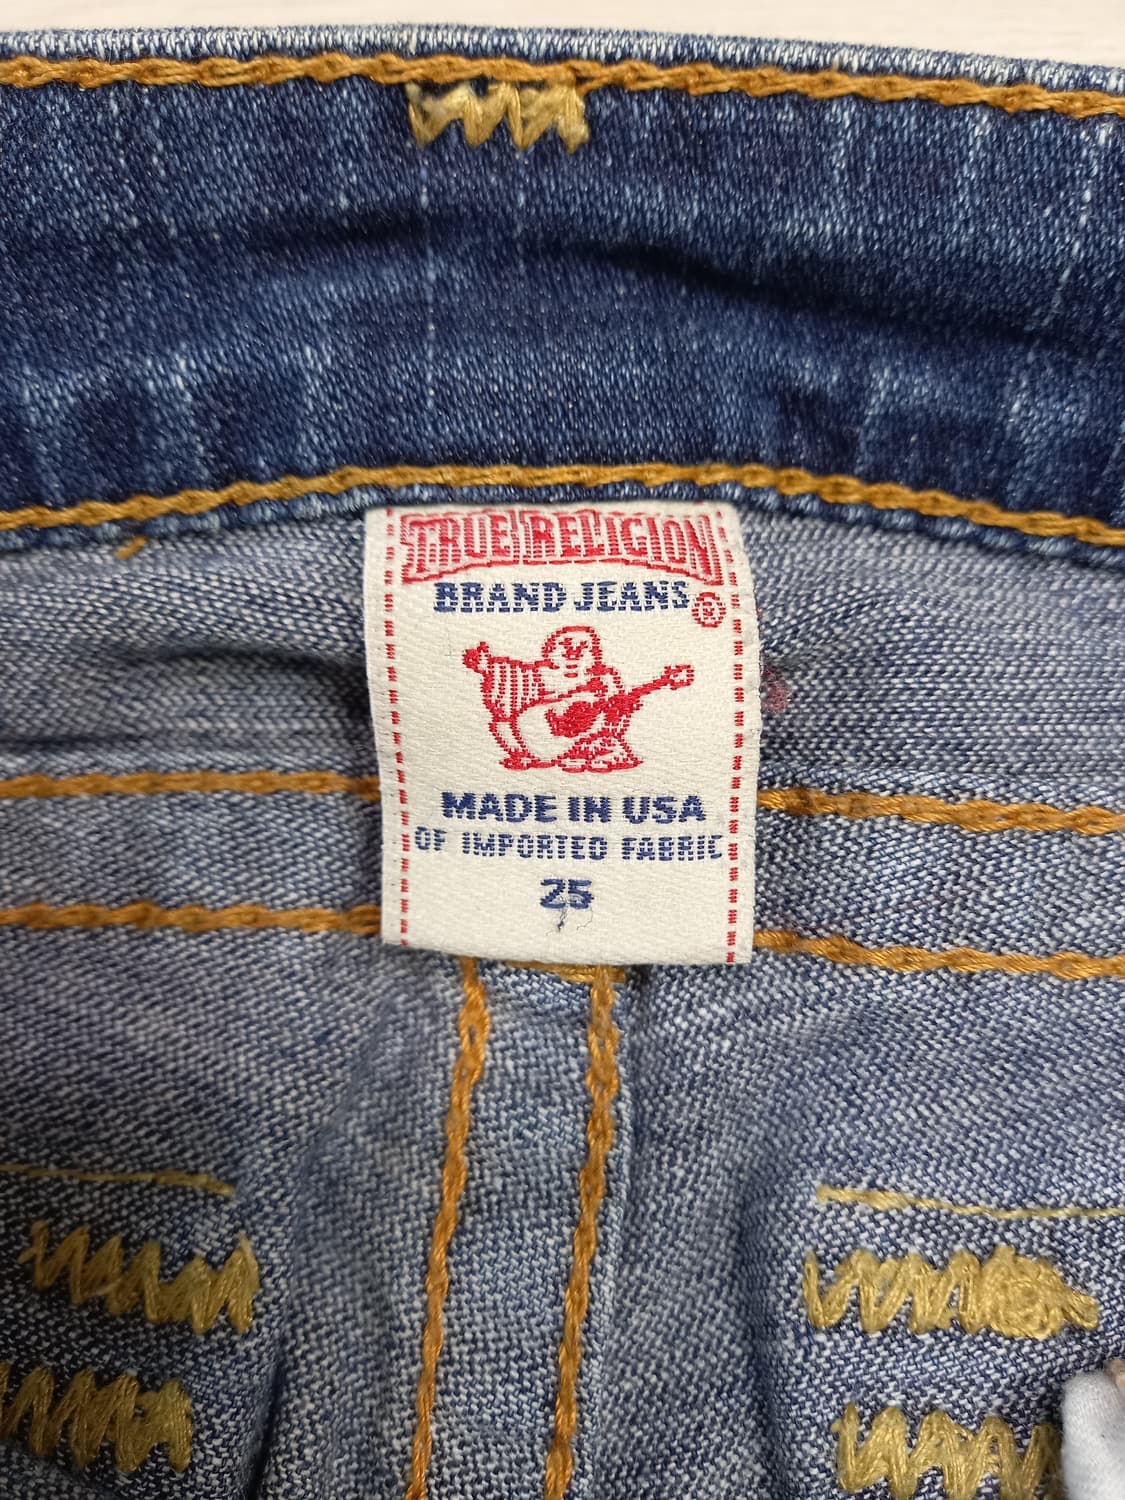 TRUE RELIGION
BRAND JEANS®
MADE IN USA
OF IMPORTED FABRIC
25